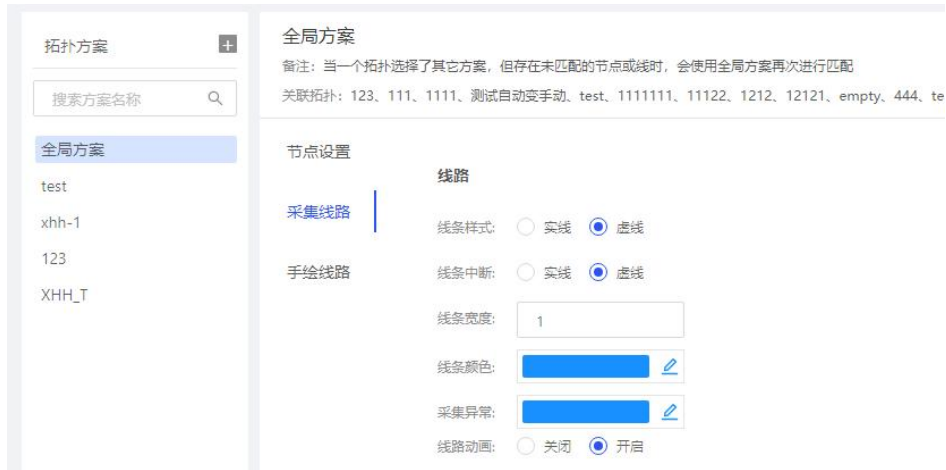 拓扑方案
搜索方案名称
全局方案
test
xhh-1
123
XHH_T
全局方案
备注：当一个拓扑选择了其它方案，但存在未匹配的节点或线时，会使用全局方案再次进行匹配
关联拓扑：123、111、1111、测试自动变手动、test、1111111、11122、1212、12121、empty、444、te
节点设置
采集线路
手绘线路
线路
线条样式: 实线 虚线
线条中断: 实线 虚线
线条宽度: 1
线条颜色:
采集异常:
线路动画: 关闭 开启